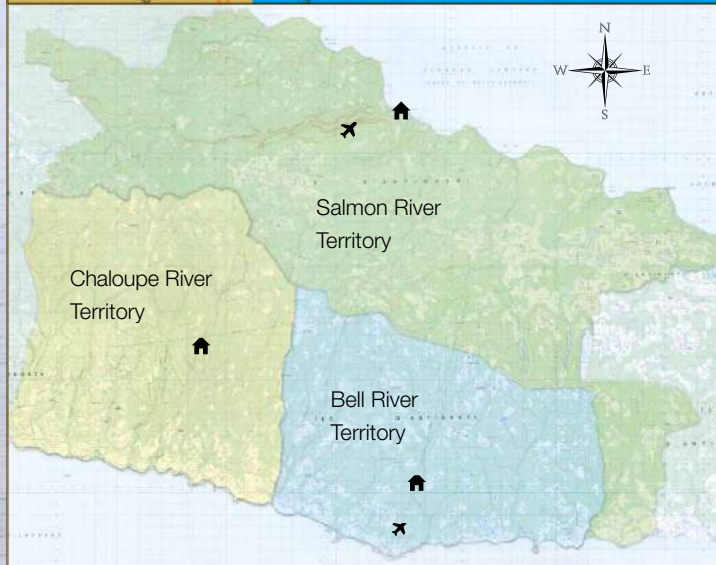 N
W E
S
Salmon River
Territory
Chaloupe River
Territory
Bell River
Territory